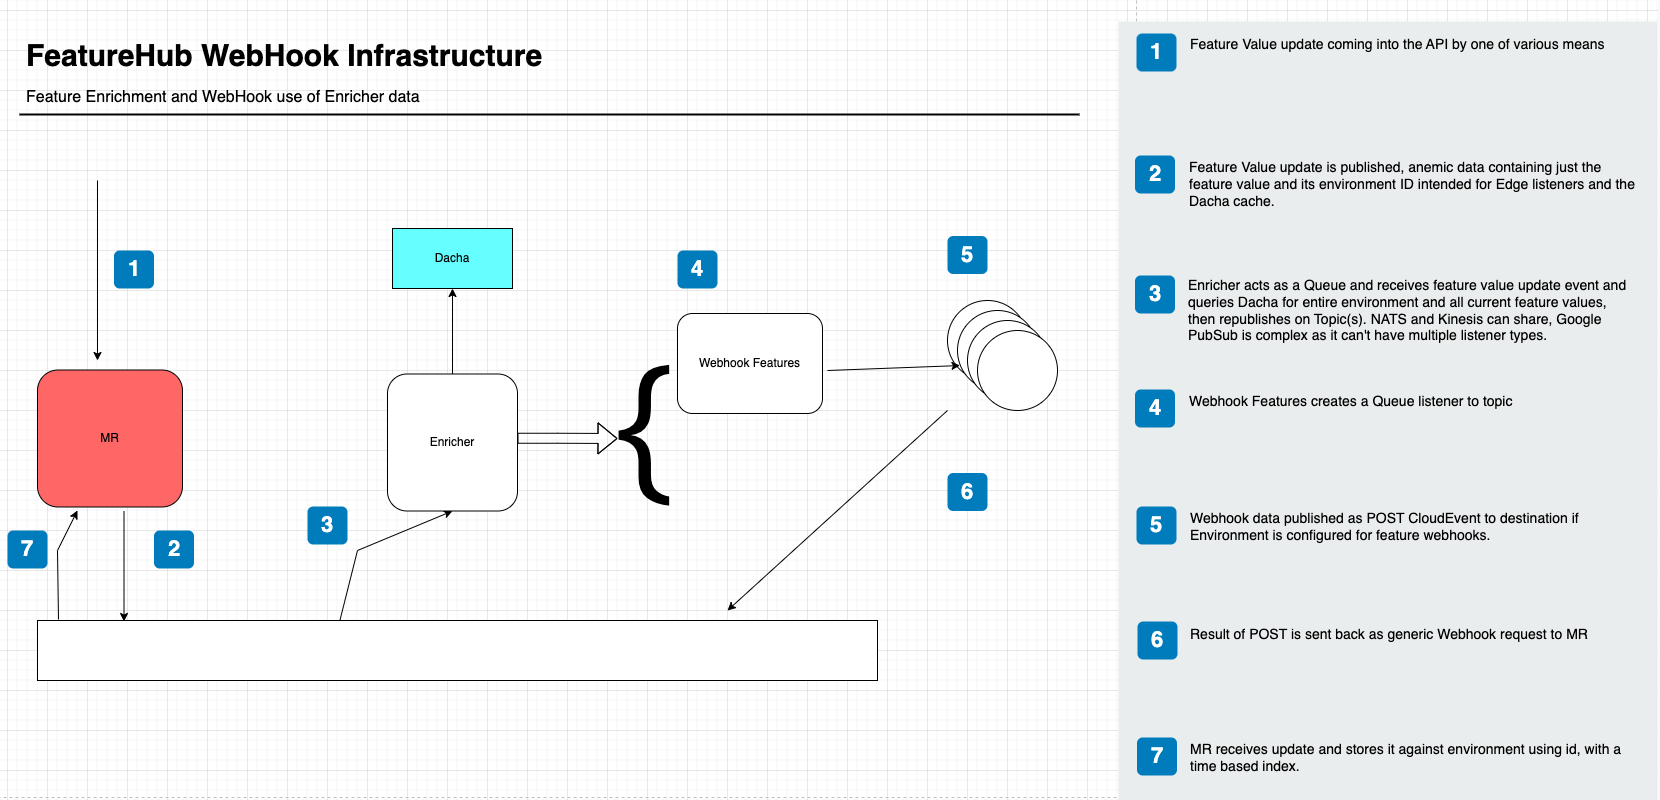 FeatureHub WebHook Infrastructure
Feature Enrichment and WebHook use of Enricher data
1
Dacha
4
5
Webhook Features
MR
Enricher
{
6
3
7
2
1
Feature Value update coming into the API by one of various means
2
Feature Value update is published, anemic data containing just the
feature value and its environment ID intended for Edge listeners and the
Dacha cache.
3
Enricher acts as a Queue and receives feature value update event and
queries Dacha for entire environment and all current feature values,
then republishes on Topic(s). NATS and Kinesis can share, Google
PubSub is complex as it can't have multiple listener types.
4
Webhook Features creates a Queue listener to topic
5
Webhook data published as POST CloudEvent to destination if
Environment is configured for feature webhooks.
6
Result of POST is sent back as generic Webhook request to MR
7
MR receives update and stores it against environment using id, with a
time based index.